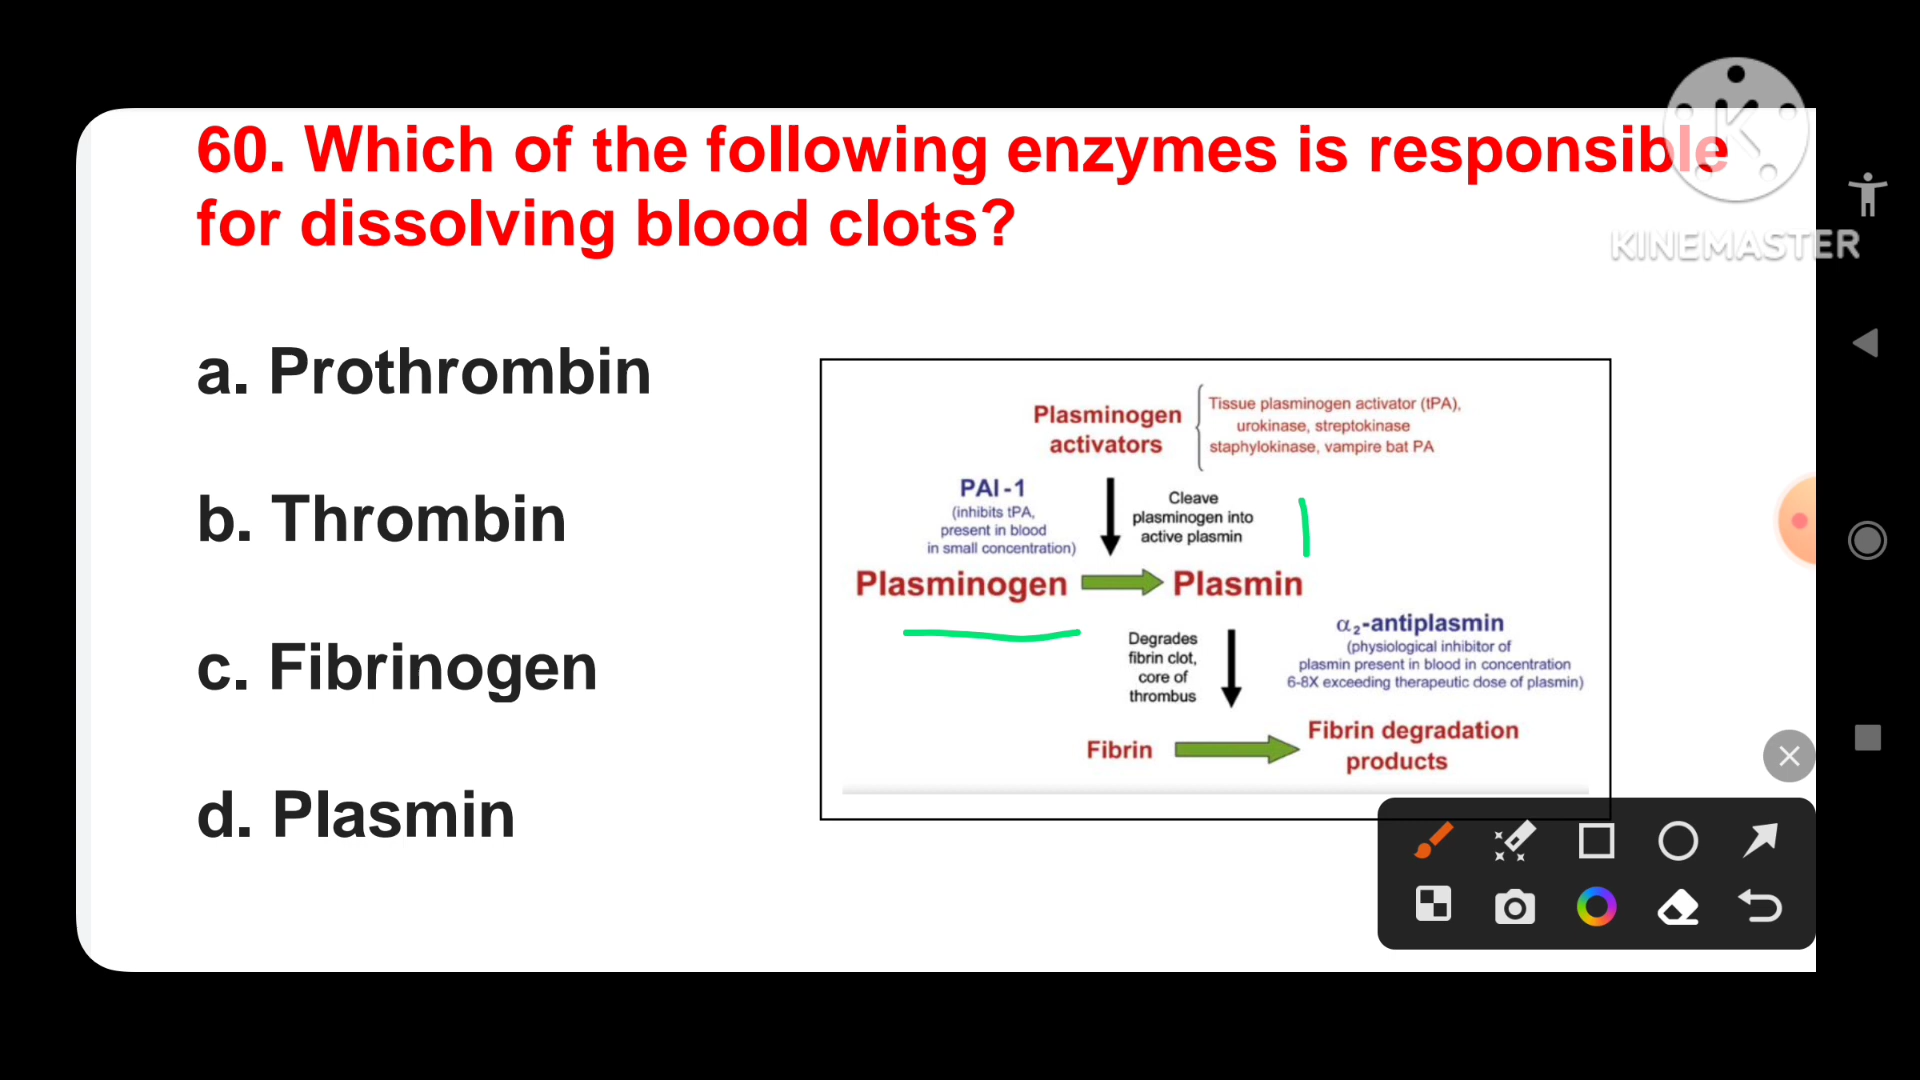 60. Which of the following enzymes is responsible
for dissolving blood clots?
KINEMASTER
a. Prothrombin
b. Thrombin
c. Fibrinogen
d. Plasmin
Plasminogen
activators
Tissue plasminogen activator (tPA),
urokinase, streptokinase
staphylokinase, vampire bat PA
PAI-1
(inhibits tPA,
present in blood
in small concentration)
Cleave
plasminogen into
active plasmin
Plasminogen
Plasmin
Degrades
fibrin clot,
core of
thrombus
α₂-antiplasmin
(physiological inhibitor of
plasmin present in blood in concentration
6-8X exceeding therapeutic dose of plasmin)
Fibrin
Fibrin degradation
products